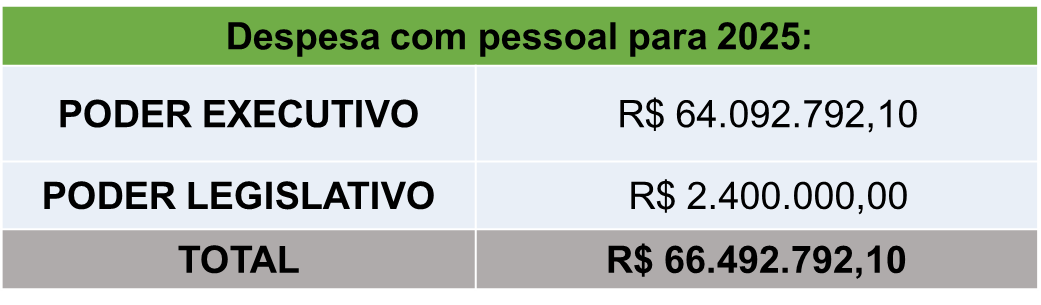 Despesa com pessoal para 2025:
PODER EXECUTIVO R$ 64.092.792,10
PODER LEGISLATIVO R$ 2.400.000,00
TOTAL R$ 66.492.792,10